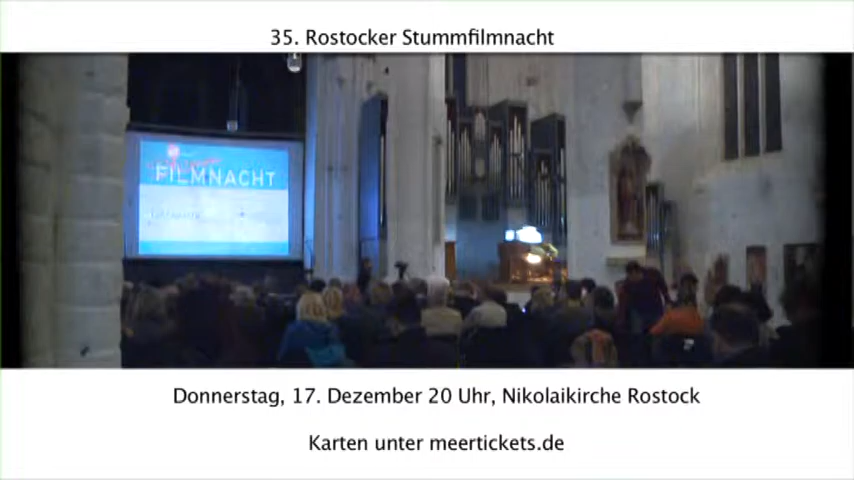 35. Rostocker Stummfilmnacht
FILMNACHT
Donnerstag, 17. Dezember 20 Uhr, Nikolaikirche Rostock
Karten unter meertickets.de